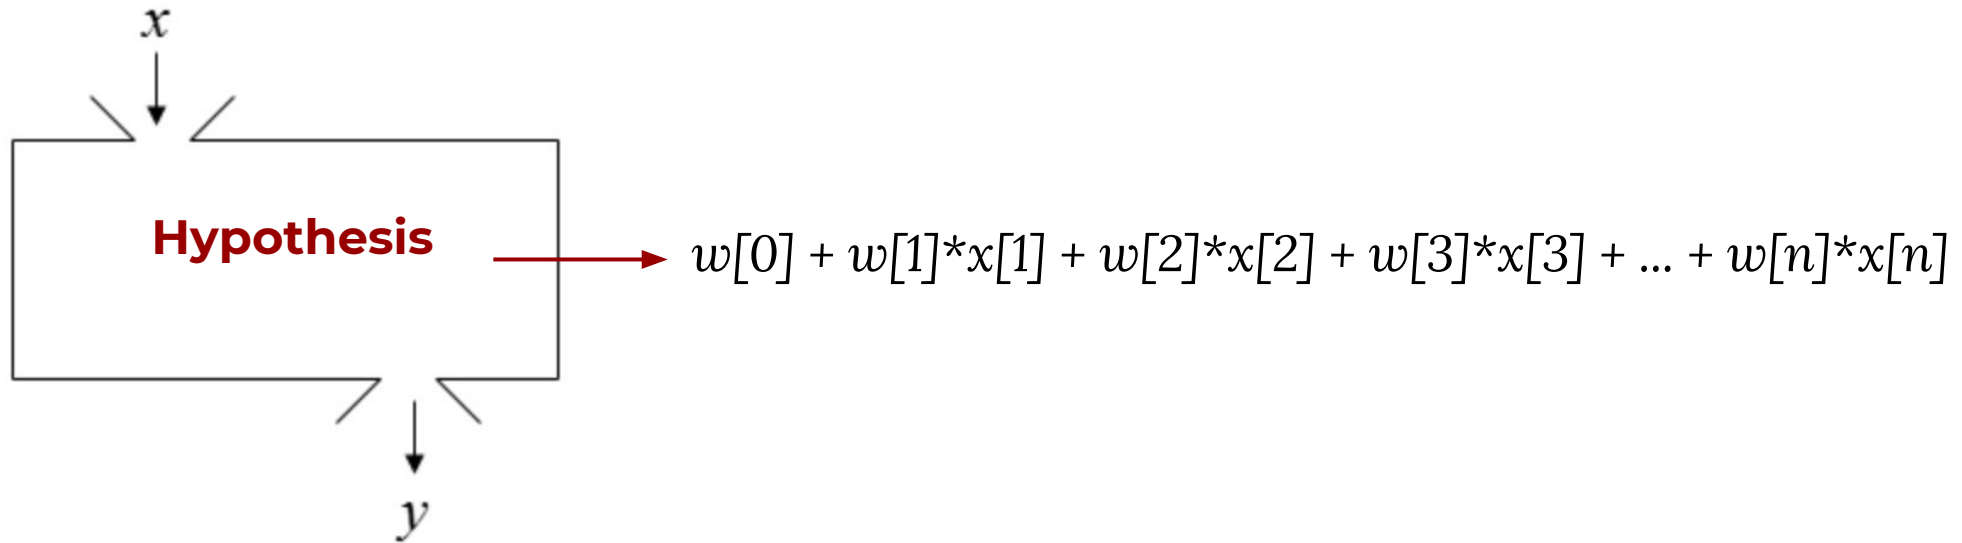 x
Hypothesis
w[0] + w[1]*x[1] + w[2]*x[2] + w[3]*x[3] + ... + w[n]*x[n]
y